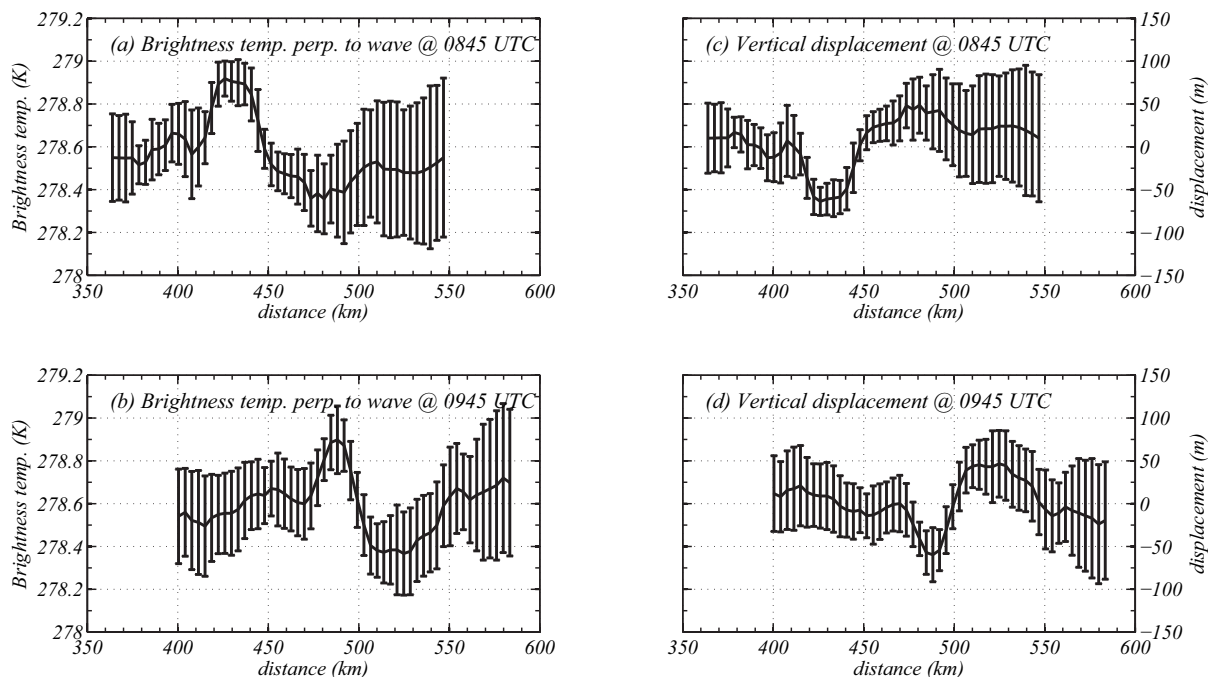 279.2
279
278.8
278.6
278.4
278.2
278
Brightness temp. (K)
(a) Brightness temp. perp. to wave @ 0845 UTC
350 400 450 500 550 600
distance (km)
(c) Vertical displacement @ 0845 UTC
150
100
50
0
−50
−100
−150
displacement (m)
350 400 450 500 550 600
distance (km)
279.2
279
278.8
278.6
278.4
278.2
278
Brightness temp. (K)
(b) Brightness temp. perp. to wave @ 0945 UTC
350 400 450 500 550 600
distance (km)
(d) Vertical displacement @ 0945 UTC
150
100
50
0
−50
−100
−150
displacement (m)
350 400 450 500 550 600
distance (km)